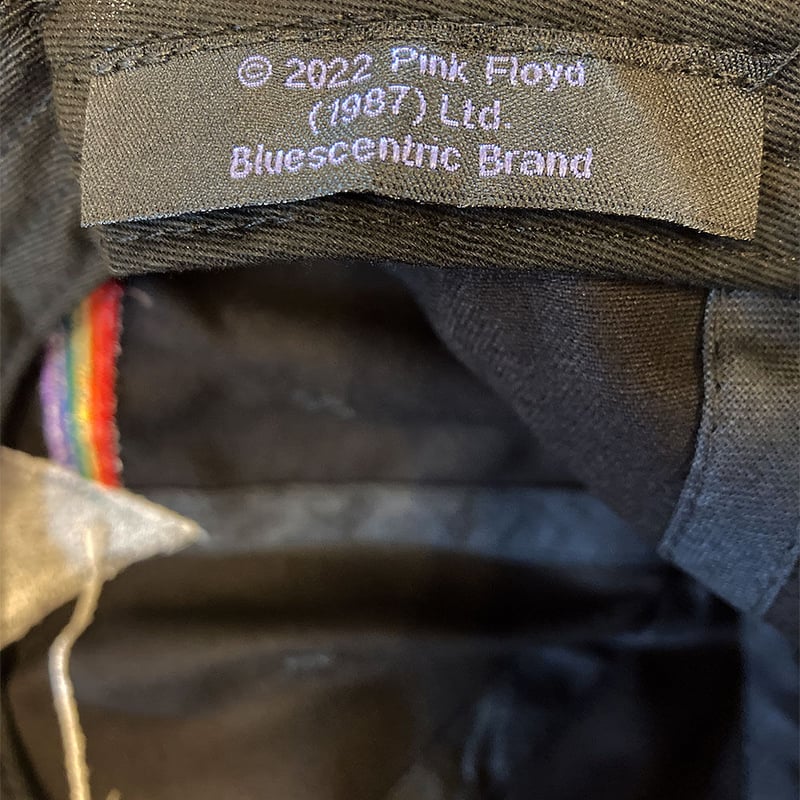 © 2022 Pink Floyd
(1987) Ltd.
Bluescentric Brand